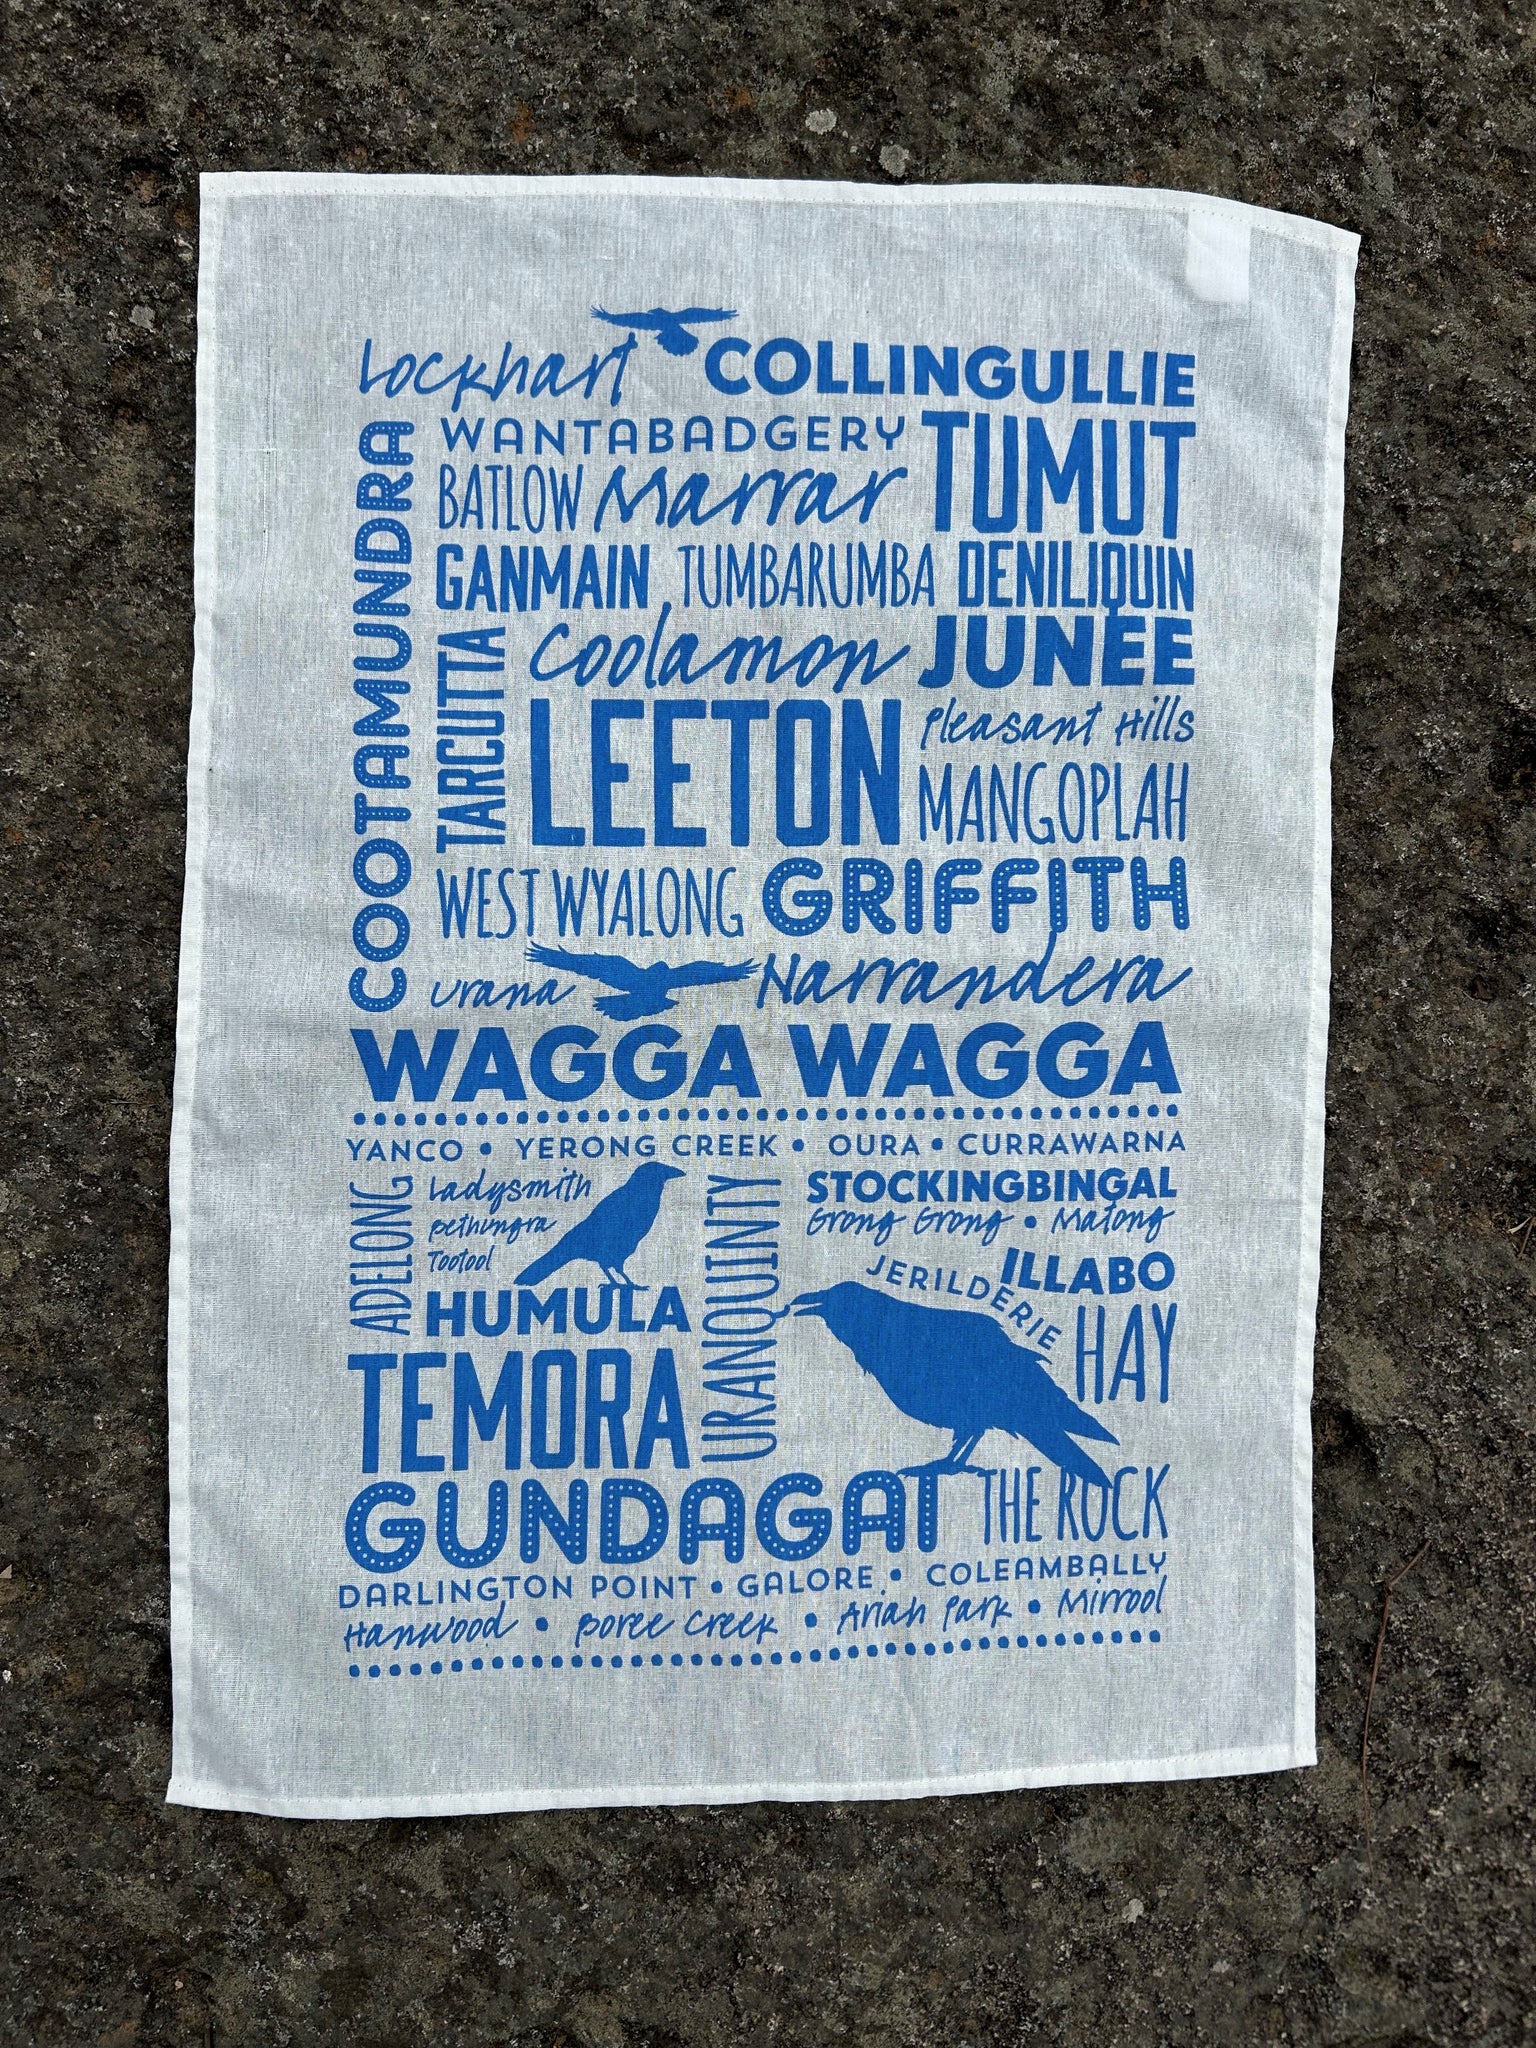 Lockhart COLLINGULLIE
COOTAMUNDRA
WANTABADGERY TUMUT
BATLOW Marrar
GANMAIN TUMBARUMBA DENILIQUIN
TARCUTTA
Coolamon JUNEE
LEETON Pleasant Hills
MANGOPLAH
WEST WYALONG GRIFFITH
Urana Narrandera
WAGGA WAGGA
YANCO • YERONG CREEK • OURA • CURRAWARNA
ADELONG
Ladysmith
Bethungra
Tootool
HUMULA
URANQUINTY
STOCKINGBINGAL
Grong Grong • Matong
ILLABO
JERILDERIE
HAY
TEMORA
GUNDAGAI THE ROCK
DARLINGTON POINT • GALORE • COLEAMBALLY
Hanwood • Boree Creek • Ariah Park • Mirrool